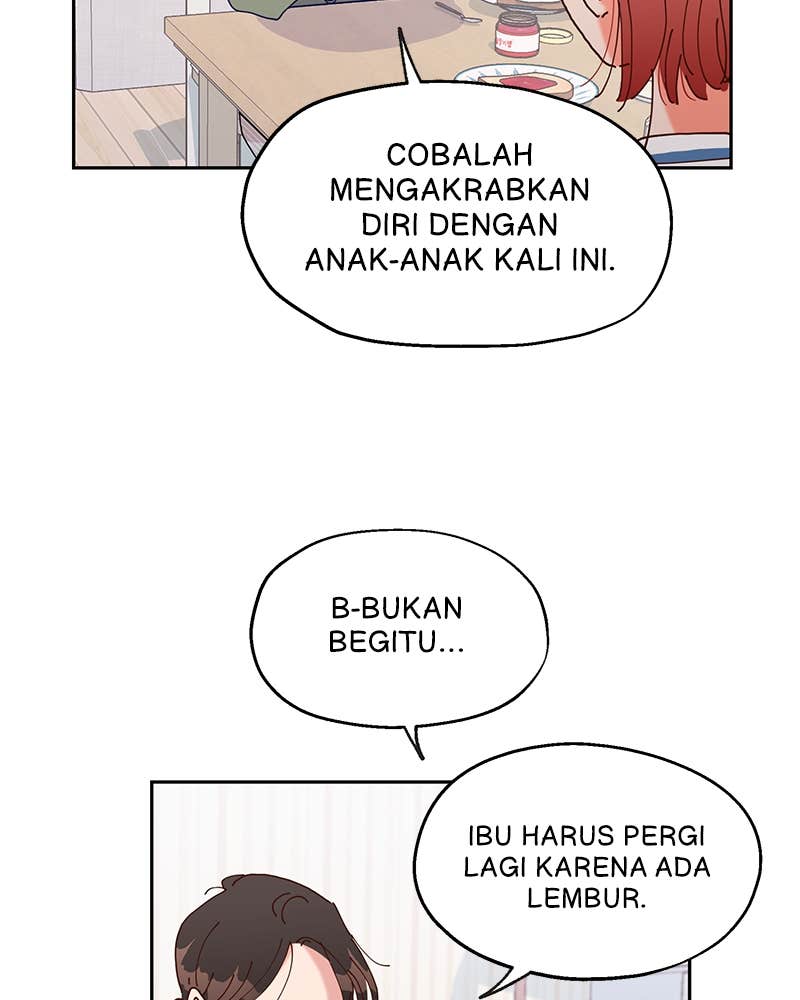 COBALAH
MENGAKRABKAN
DIRI DENGAN
ANAK-ANAK KALI INI.
B-BUKAN
BEGITU...
IBU HARUS PERGI
LAGI KARENA ADA
LEMBUR.